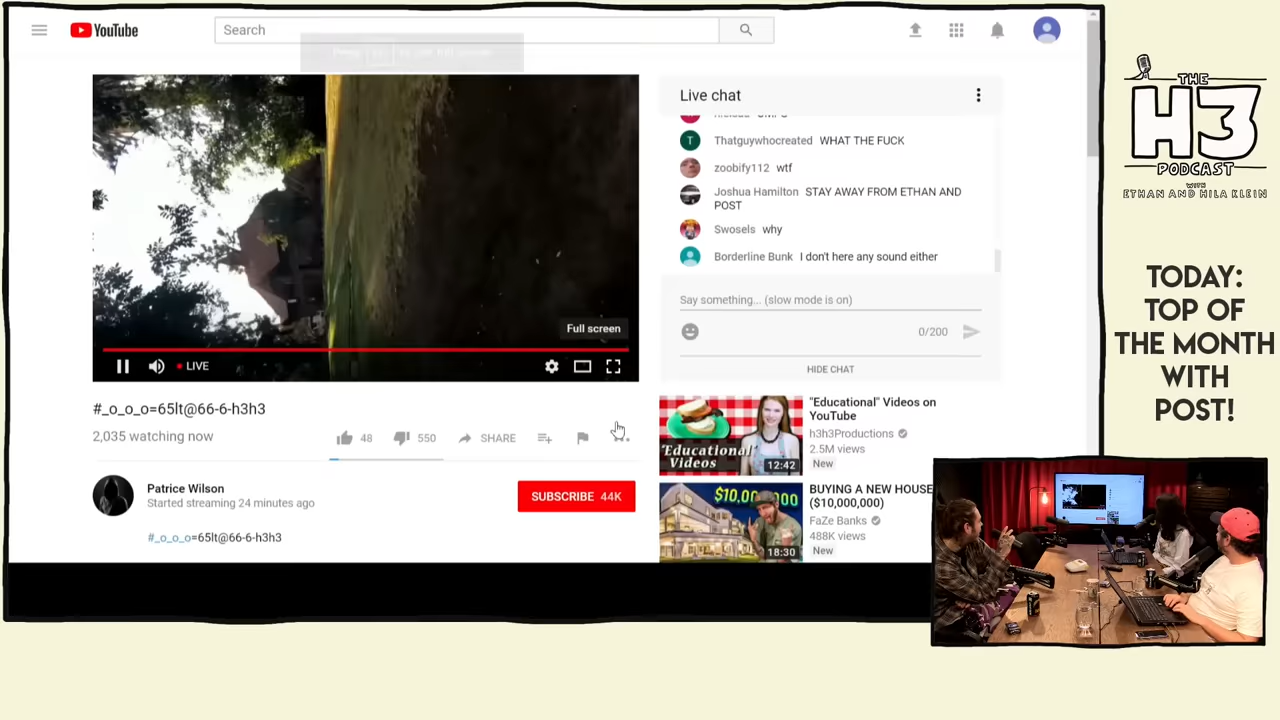 YouTube
Search
Live chat
Thatguywhocreated WHAT THE FUCK
zoobify112 wtf
Joshua Hamilton STAY AWAY FROM ETHAN AND
POST
Swosels why
Borderline Bunk I don't here any sound either
Say something... (slow mode is on)
0/200
HIDE CHAT
Full screen
LIVE
#_o_o_o=65lt@66-6-h3h3
2,035 watching now
48
550
SHARE
Patrice Wilson
Started streaming 24 minutes ago
SUBSCRIBE 44K
#_o_o_o=65lt@66-6-h3h3
"Educational" Videos on
YouTube
h3h3Productions
2.5M views
New
"Educational
Videos
12:42
BUYING A NEW HOUSE
($10,000,000)
FaZe Banks
488K views
New
18:30
THE
H3
PODCAST
WITH
ETHAN AND HILA KLEIN
TODAY:
TOP OF
THE MONTH
WITH
POST!